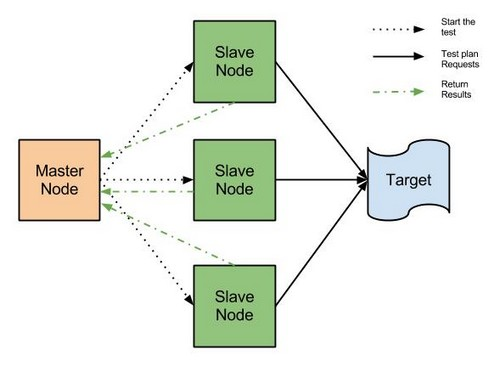 Start the
test
Test plan
Requests
Return
Results
Slave
Node
Master
Node
Slave
Node
Target
Slave
Node